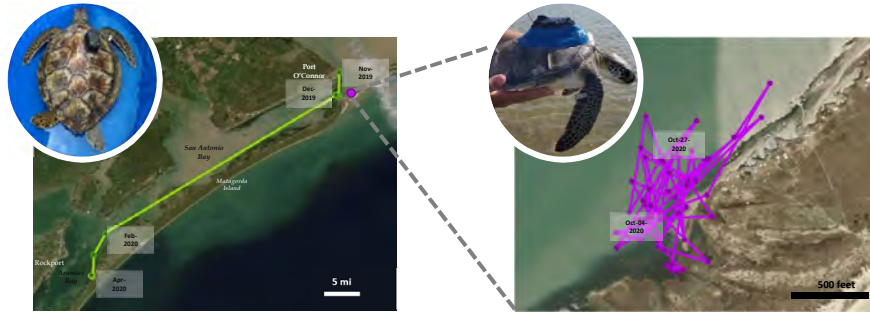 Port
O'Connor
Nov-
2019
Dec-
2019
San Antonio
Bay
Matagorda
Island
Feb-
2020
Rockport
Aransas
Bay
Apr-
2020
5 mi
Oct-27-
2020
Oct-04-
2020
500 feet